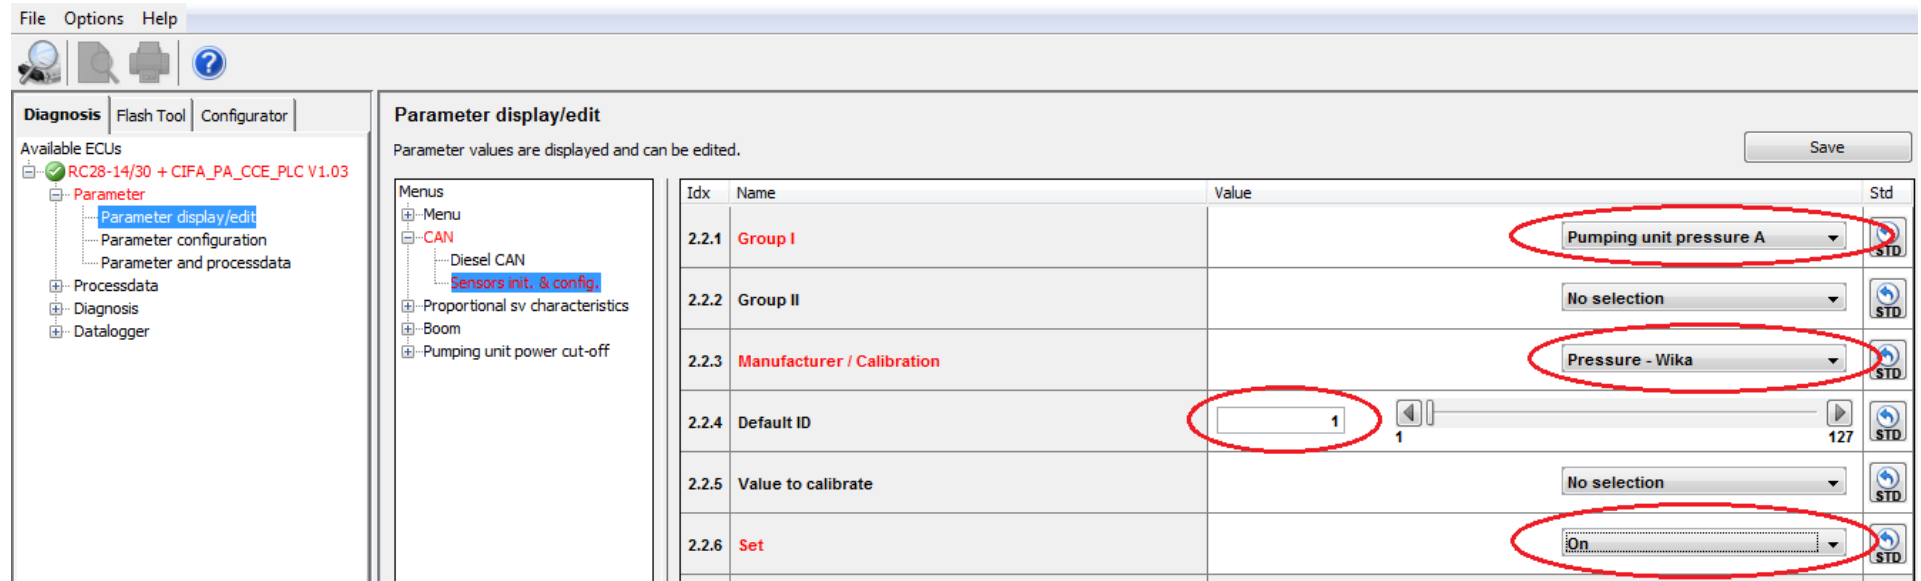 File Options Help
Diagnosis Flash Tool Configurator
Available ECUs
RC28-14/30 + CIFA_PA_CCE_PLC V1.03
Parameter
Parameter display/edit
Parameter configuration
Parameter and processdata
Processdata
Diagnosis
Datalogger
Parameter display/edit
Parameter values are displayed and can be edited.
Save
Menus
Menu
CAN
Diesel CAN
Sensors init. & config.
Proportional sv characteristics
Boom
Pumping unit power cut-off
Idx Name Value Std
2.2.1 Group I Pumping unit pressure A STD
2.2.2 Group II No selection STD
2.2.3 Manufacturer / Calibration Pressure - Wika STD
2.2.4 Default ID 1 1 127 STD
2.2.5 Value to calibrate No selection STD
2.2.6 Set On STD